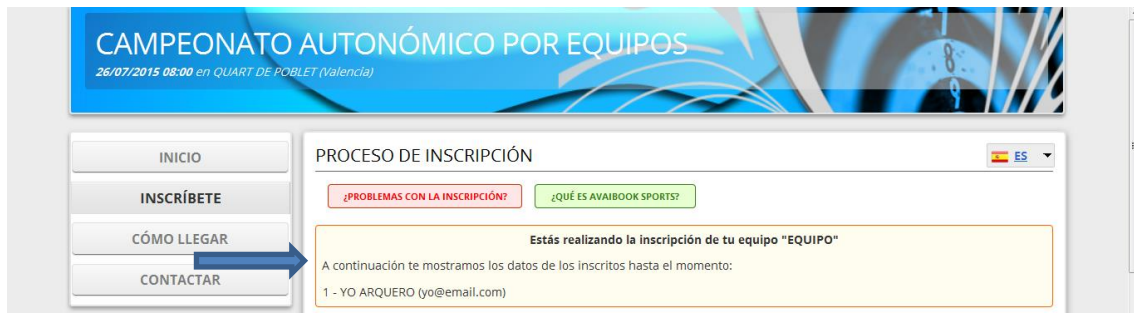 CAMPEONATO AUTONÓMICO POR EQUIPOS
26/07/2015 08:00 en QUART DE POBLET (Valencia)
INICIO
INSCRÍBETE
CÓMO LLEGAR
CONTACTAR
PROCESO DE INSCRIPCIÓN
ES
¿PROBLEMAS CON LA INSCRIPCIÓN?
¿QUÉ ES AVAIBOOK SPORTS?
Estás realizando la inscripción de tu equipo "EQUIPO"
A continuación te mostramos los datos de los inscritos hasta el momento:
1 - YO ARQUERO (yo@email.com)
8
9